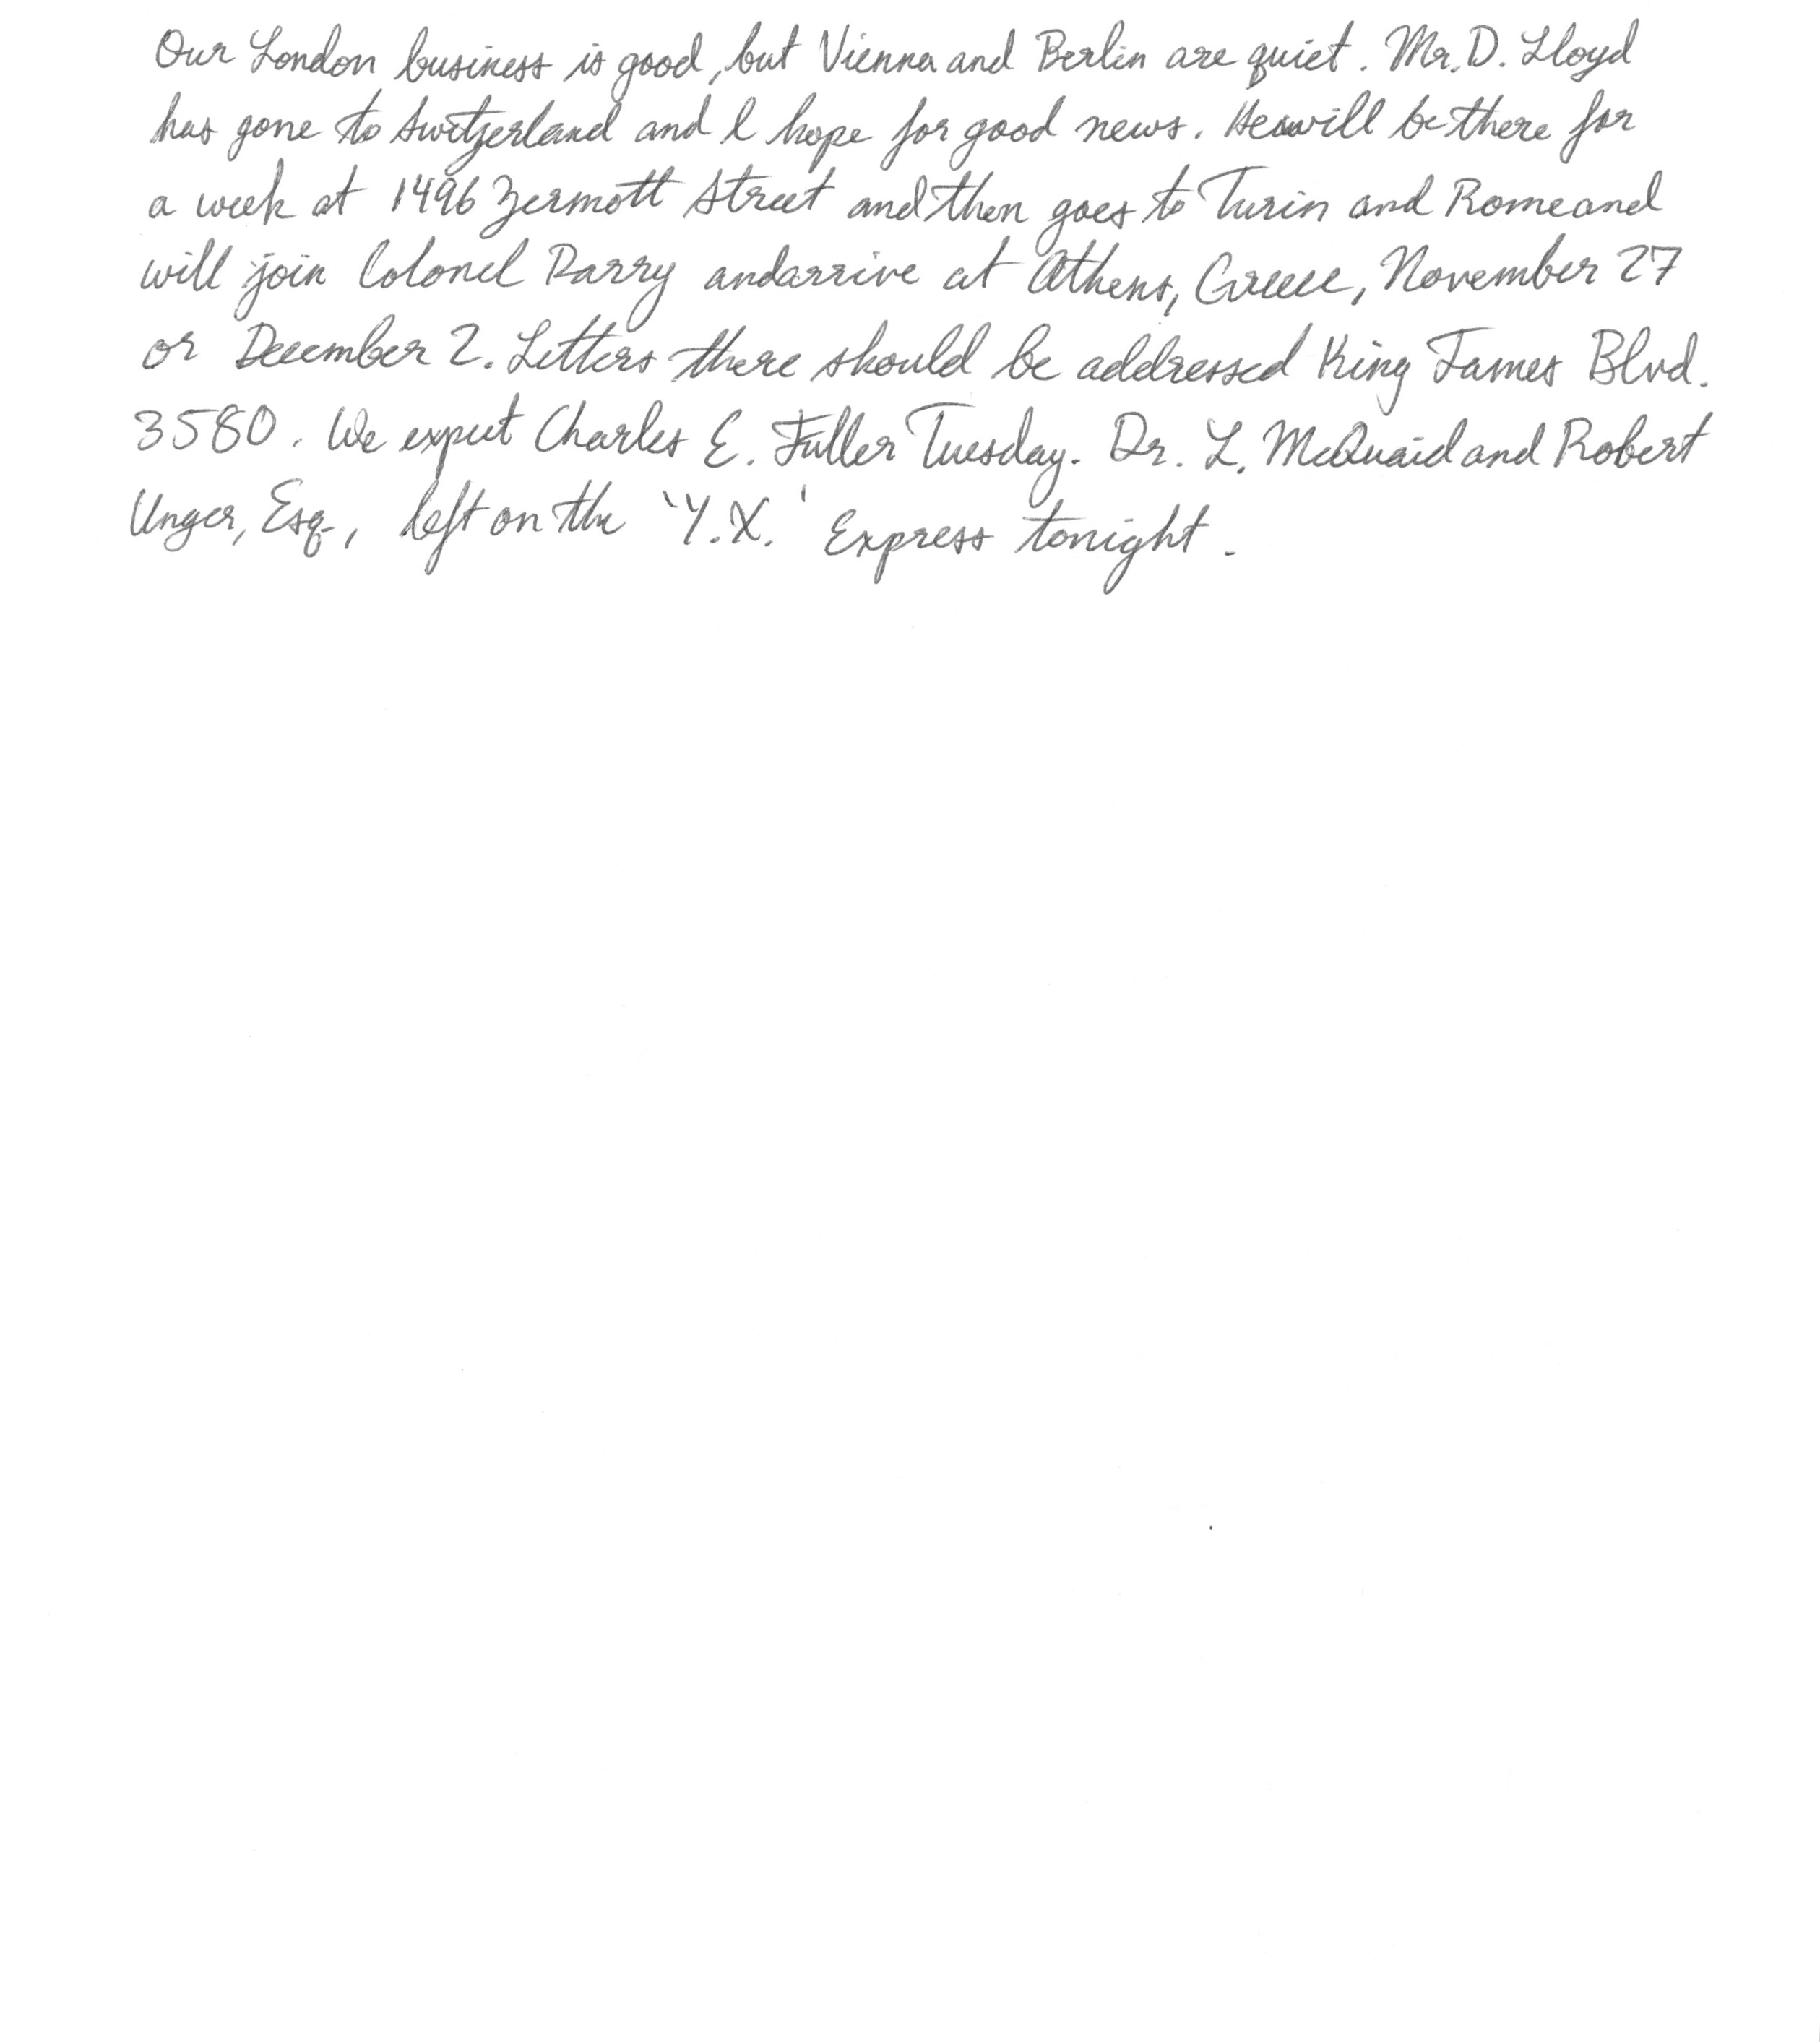 Our London business is good, but Vienna and Berlin are quiet. Mr. D. Lloyd
has gone to Switzerland and I hope for good news. He will be there for
a week at 1496 Zermott Street and then goes to Turin and Rome and
will join Colonel Parry and arrive at Athens, Greece, November 27
or December 2. Letters there should be addressed King James Blvd.
3580. We expect Charles E. Fuller Tuesday. Dr. L. McQuaid and Robert
Unger, Esq., left on the 'Y.X.' Express tonight.